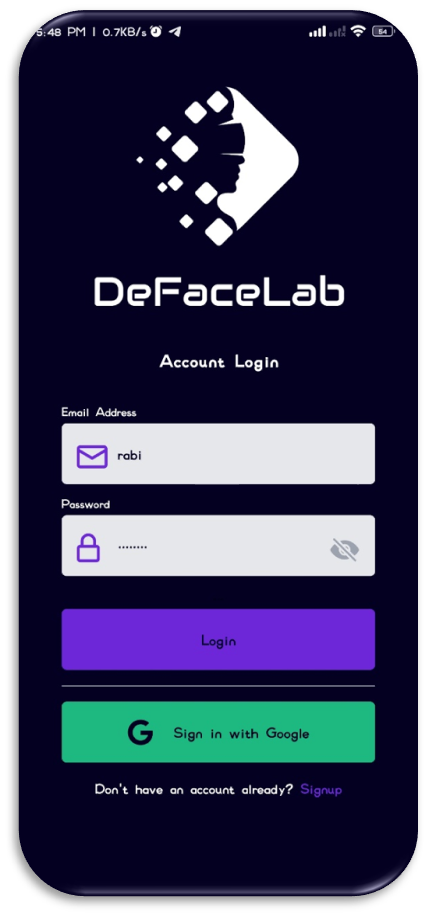 5:48 PM | 0.7KB/s
54
DeFaceLab
Account Login
Email Address
rabi
Password
········
Login
Sign in with Google
Don't have an account already? Signup